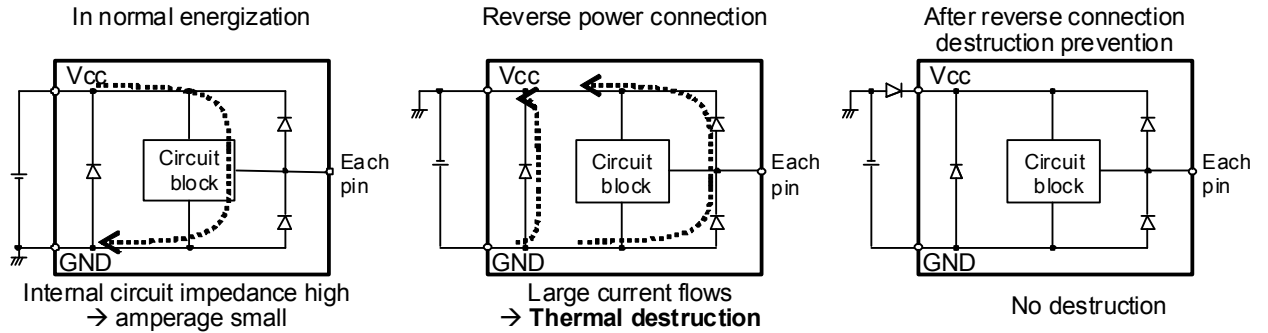 In normal energization
Vcc
Circuit
block
Each
pin
GND
Internal circuit impedance high
→ amperage small
Reverse power connection
Vcc
Circuit
block
Each
pin
GND
Large current flows
→ Thermal destruction
After reverse connection
destruction prevention
Vcc
Circuit
block
Each
pin
GND
No destruction